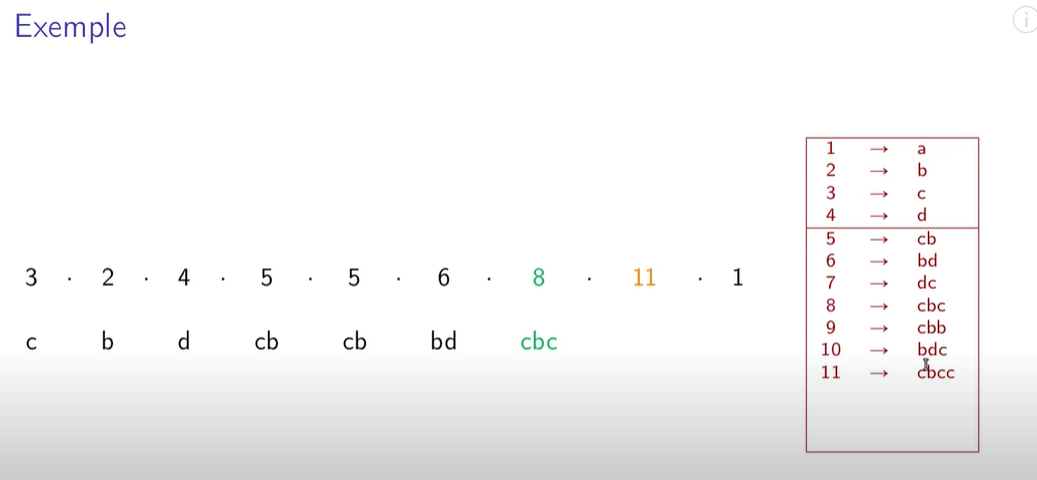 Exemple
3 · 2 · 4 · 5 · 5 · 6 · 8 · 11 · 1
c b d cb cb bd cbc
1 → a
2 → b
3 → c
4 → d
5 → cb
6 → bd
7 → dc
8 → cbc
9 → cbb
10 → bdc
11 → cbcc